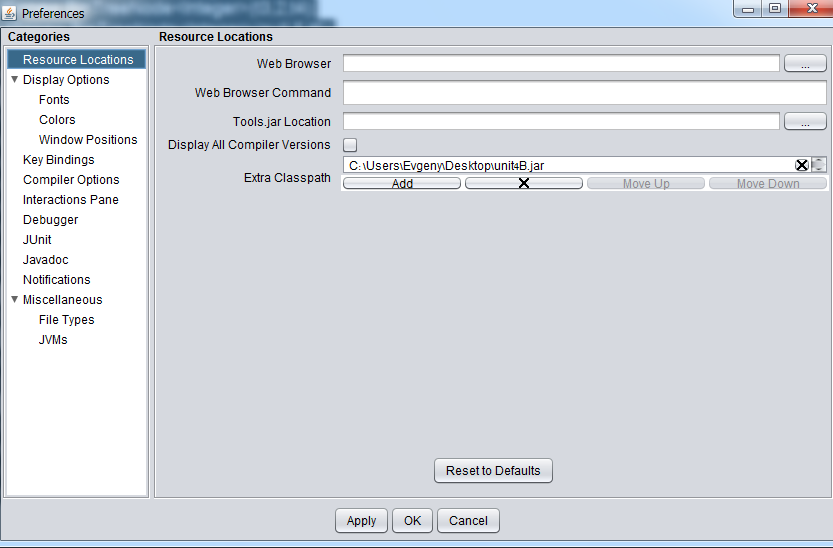 Preferences
Categories
Resource Locations
Resource Locations
Display Options
Fonts
Colors
Window Positions
Key Bindings
Compiler Options
Interactions Pane
Debugger
JUnit
Javadoc
Notifications
Miscellaneous
File Types
JVMs
Web Browser
...
Web Browser Command
Tools.jar Location
...
Display All Compiler Versions
Extra Classpath
C:\Users\Evgeny\Desktop\unit4B.jar
Add
Move Up
Move Down
Reset to Defaults
Apply
OK
Cancel